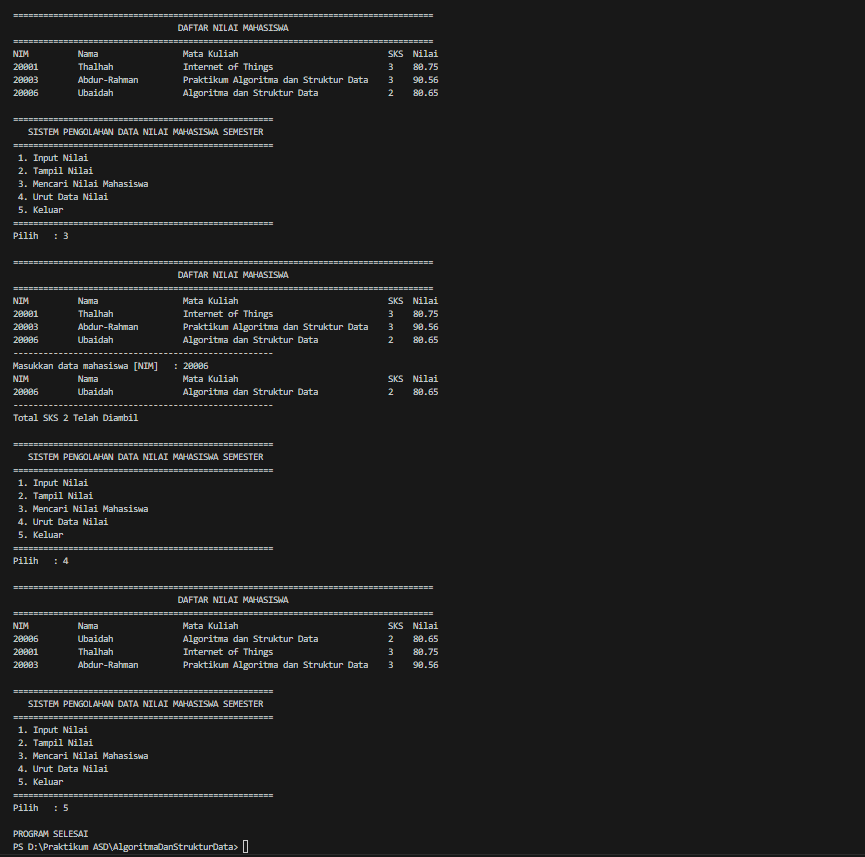 ====================================================================================
DAFTAR NILAI MAHASISWA
====================================================================================
NIM Nama Mata Kuliah SKS Nilai
20001 Thalhah Internet of Things 3 80.75
20003 Abdur-Rahman Praktikum Algoritma dan Struktur Data 3 90.56
20006 Ubaidah Algoritma dan Struktur Data 2 80.65
====================================================
SISTEM PENGOLAHAN DATA NILAI MAHASISWA SEMESTER
====================================================
1. Input Nilai
2. Tampil Nilai
3. Mencari Nilai Mahasiswa
4. Urut Data Nilai
5. Keluar
====================================================
Pilih : 3
====================================================================================
DAFTAR NILAI MAHASISWA
====================================================================================
NIM Nama Mata Kuliah SKS Nilai
20001 Thalhah Internet of Things 3 80.75
20003 Abdur-Rahman Praktikum Algoritma dan Struktur Data 3 90.56
20006 Ubaidah Algoritma dan Struktur Data 2 80.65
----------------------------------------------------
Masukkan data mahasiswa [NIM] : 20006
NIM Nama Mata Kuliah SKS Nilai
20006 Ubaidah Algoritma dan Struktur Data 2 80.65
----------------------------------------------------
Total SKS 2 Telah Diambil
====================================================
SISTEM PENGOLAHAN DATA NILAI MAHASISWA SEMESTER
====================================================
1. Input Nilai
2. Tampil Nilai
3. Mencari Nilai Mahasiswa
4. Urut Data Nilai
5. Keluar
====================================================
Pilih : 4
====================================================================================
DAFTAR NILAI MAHASISWA
====================================================================================
NIM Nama Mata Kuliah SKS Nilai
20006 Ubaidah Algoritma dan Struktur Data 2 80.65
20001 Thalhah Internet of Things 3 80.75
20003 Abdur-Rahman Praktikum Algoritma dan Struktur Data 3 90.56
====================================================
SISTEM PENGOLAHAN DATA NILAI MAHASISWA SEMESTER
====================================================
1. Input Nilai
2. Tampil Nilai
3. Mencari Nilai Mahasiswa
4. Urut Data Nilai
5. Keluar
====================================================
Pilih : 5
PROGRAM SELESAI
PS D:\Praktikum ASD\AlgoritmaDanStrukturData>